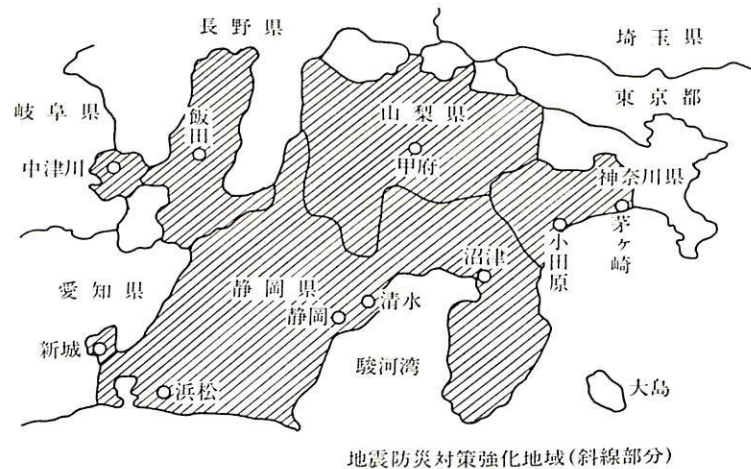 長野県
埼玉県
岐阜県
東京都
飯田
山梨県
中津川
甲府
神奈川県
茅ヶ崎
小田原
沼津
愛知県
静岡県
清水
静岡
新城
駿河湾
浜松
大島
地震防災対策強化地域(斜線部分)